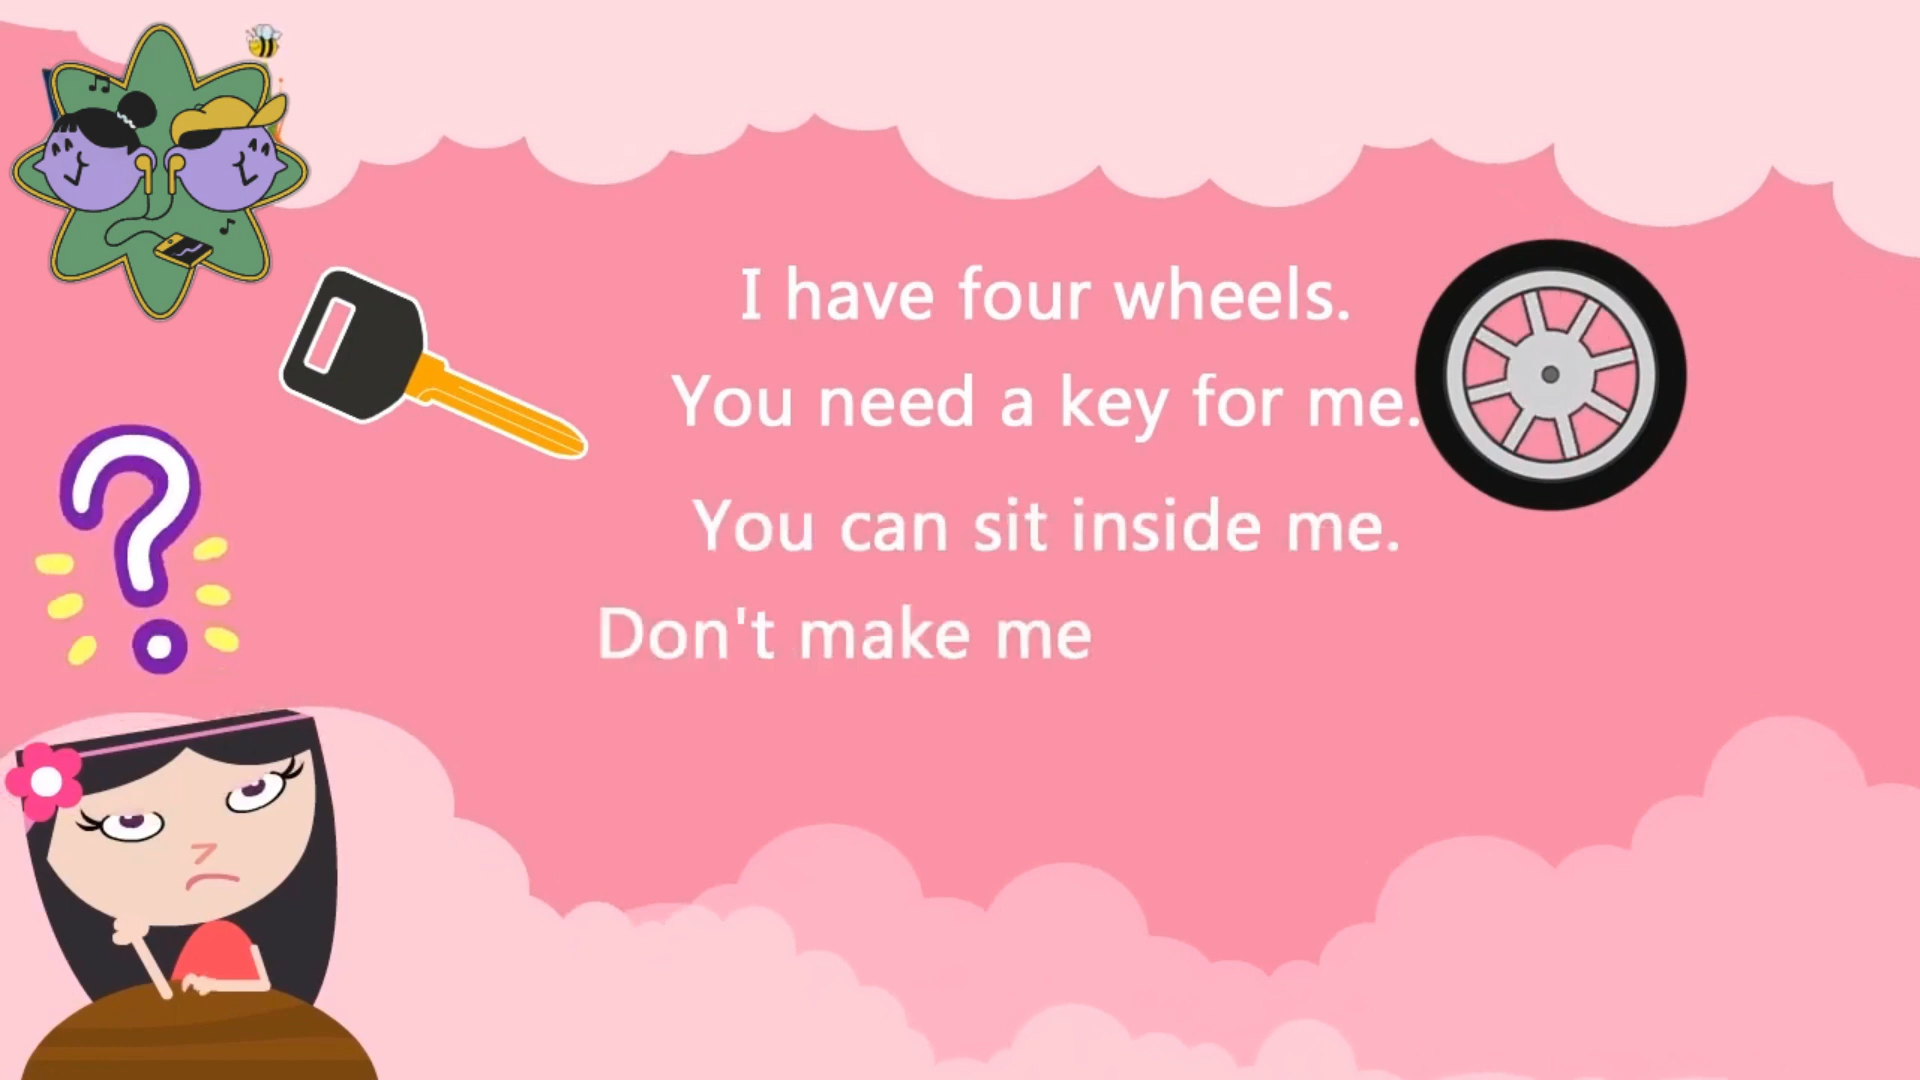 I have four wheels.
You need a key for me.
You can sit inside me.
Don't make me